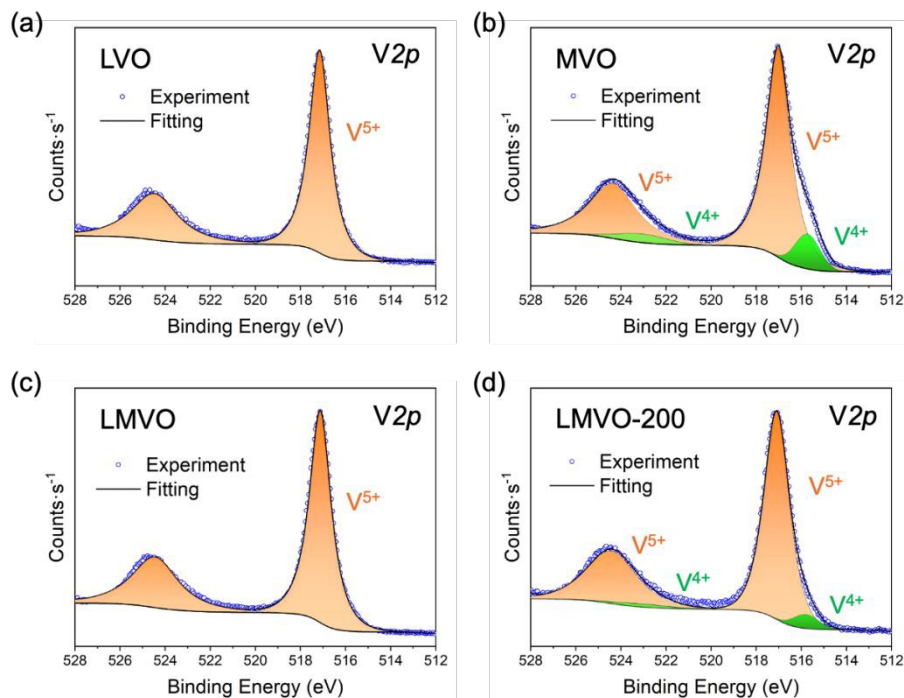 (a)
LVO
V2p
Experiment
Fitting
V⁵⁺
Counts·s⁻¹
528 526 524 522 520 518 516 514 512
Binding Energy (eV)
(b)
MVO
V2p
Experiment
Fitting
V⁵⁺
V⁵⁺
V⁴⁺
V⁴⁺
Counts·s⁻¹
528 526 524 522 520 518 516 514 512
Binding Energy (eV)
(c)
LMVO
V2p
Experiment
Fitting
V⁵⁺
Counts·s⁻¹
528 526 524 522 520 518 516 514 512
Binding Energy (eV)
(d)
LMVO-200
V2p
Experiment
Fitting
V⁵⁺
V⁵⁺
V⁴⁺
V⁴⁺
Counts·s⁻¹
528 526 524 522 520 518 516 514 512
Binding Energy (eV)